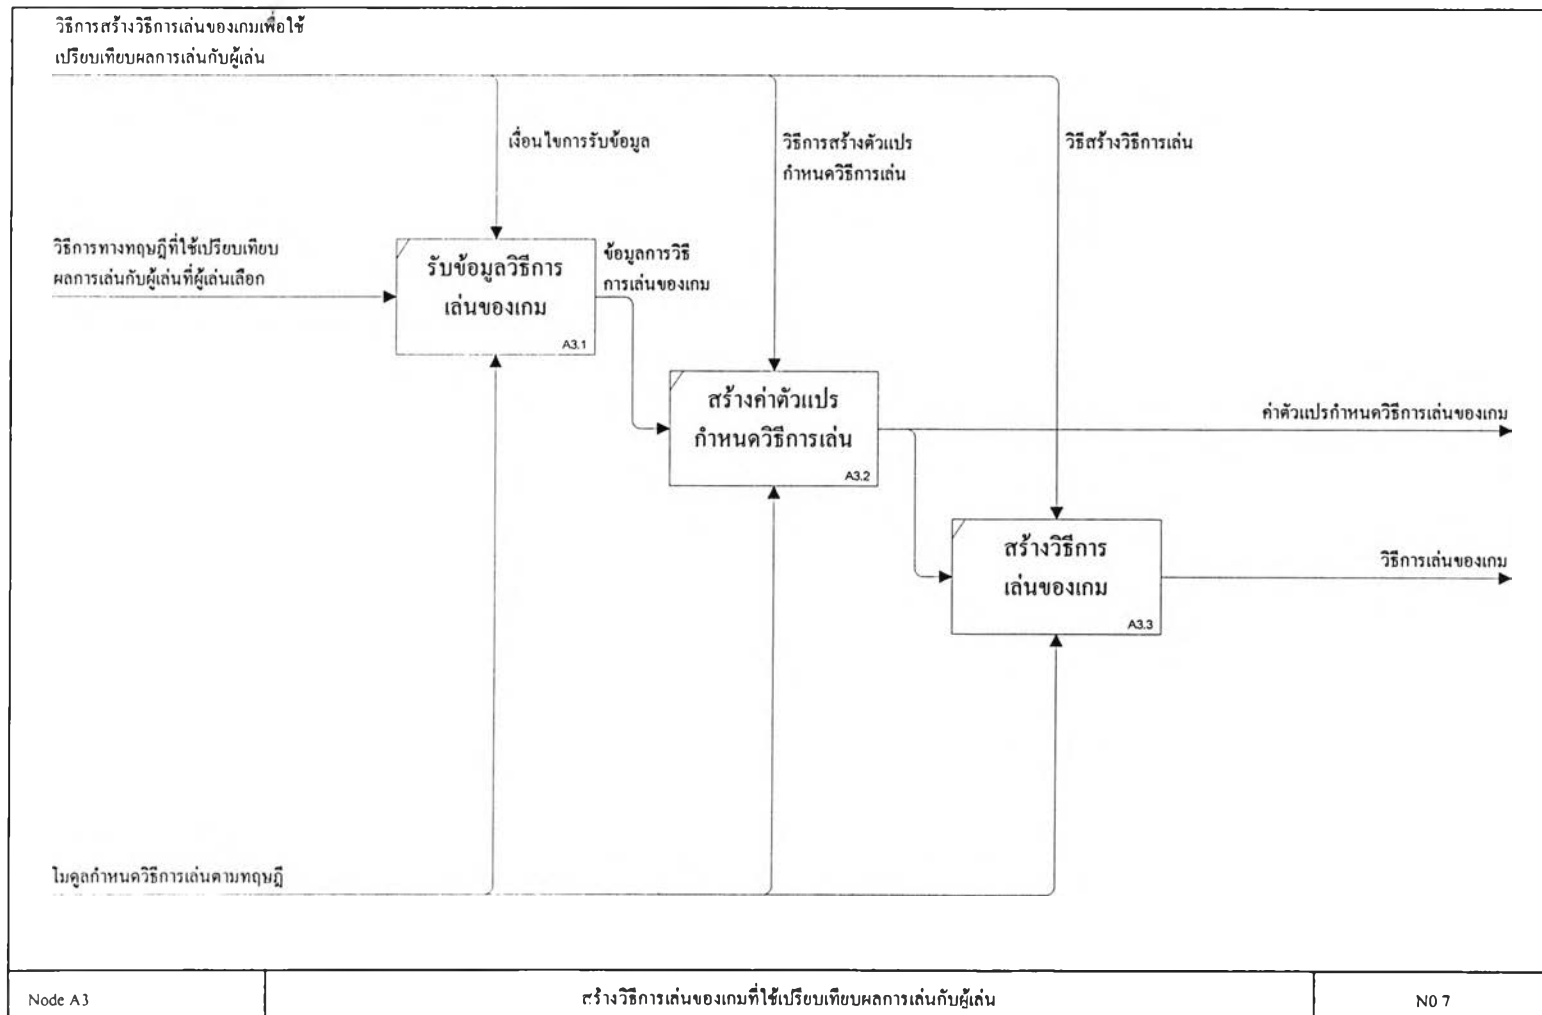 วิธีการสร้างวิธีการเล่นของเกมเพื่อใช้
เปรียบเทียบผลการเล่นกับผู้เล่น
เงื่อนไขการรับข้อมูล
วิธีการสร้างตัวแปร
กำหนดวิธีการเล่น
วิธีสร้างวิธีการเล่น
วิธีการทางทฤษฎีที่ใช้เปรียบเทียบ
ผลการเล่นกับผู้เล่นที่ผู้เล่นเลือก
รับข้อมูลวิธีการ
เล่นของเกม
A3.1
ข้อมูลการวิธี
การเล่นของเกม
สร้างค่าตัวแปร
กำหนดวิธีการเล่น
A3.2
ค่าตัวแปรกำหนดวิธีการเล่นของเกม
สร้างวิธีการ
เล่นของเกม
A3.3
วิธีการเล่นของเกม
โมดูลกำหนดวิธีการเล่นตามทฤษฎี
Node A3
สร้างวิธีการเล่นของเกมที่ใช้เปรียบเทียบผลการเล่นกับผู้เล่น
N0 7